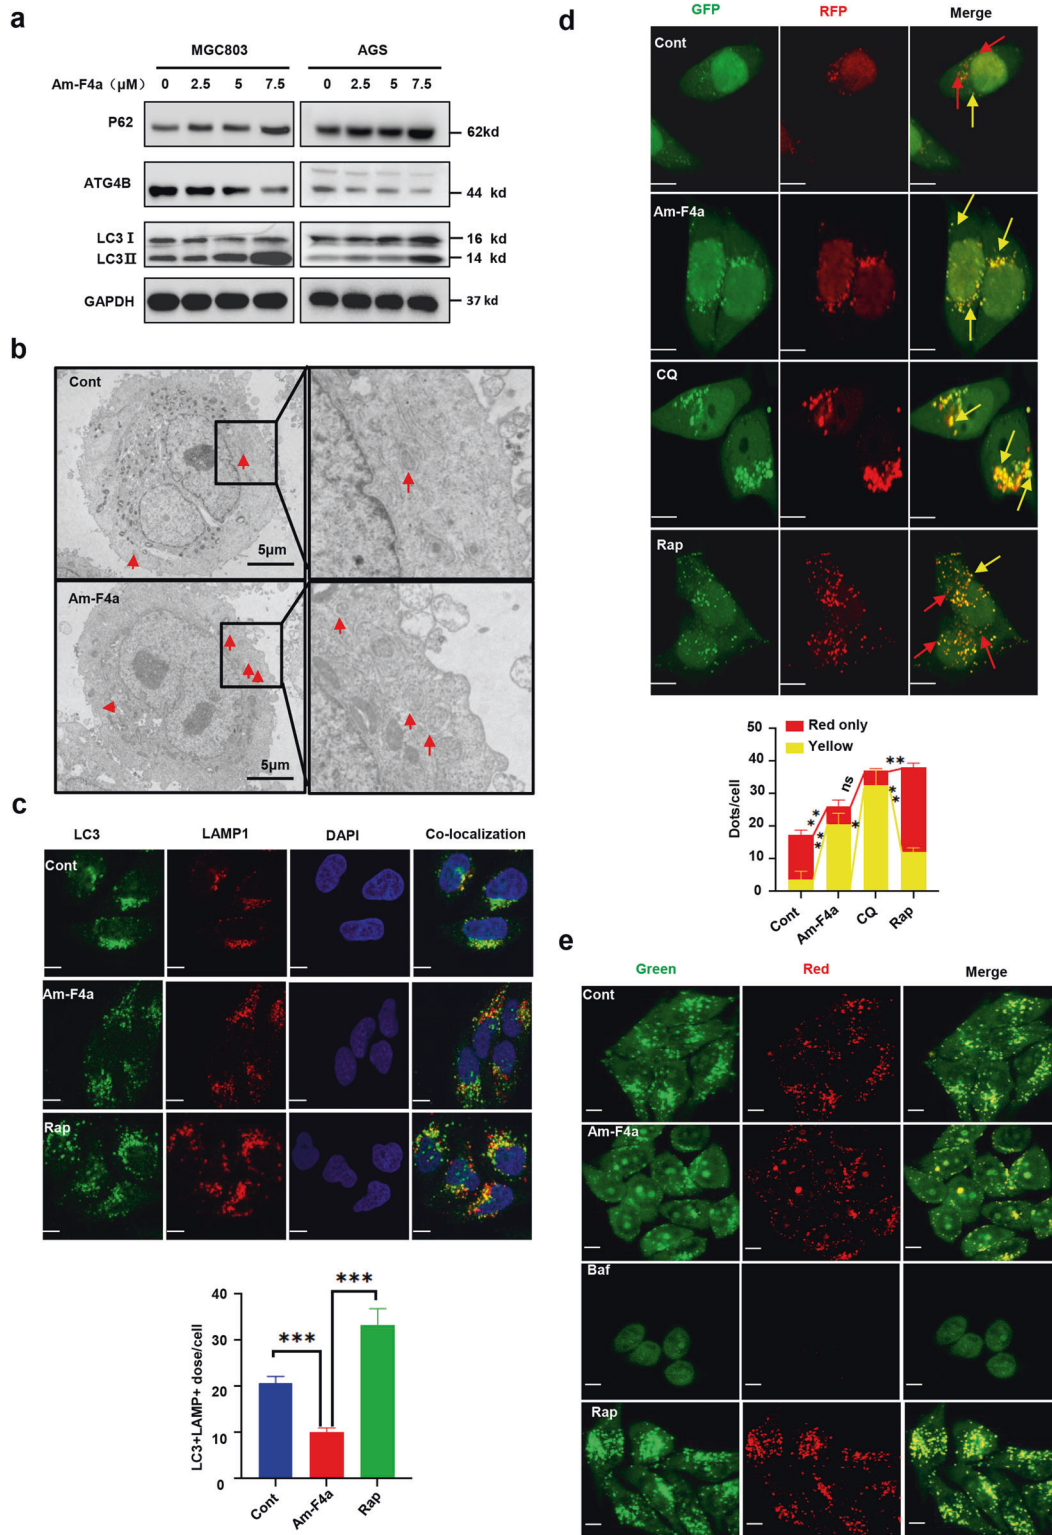 a
MGC803 AGS
Am-F4a (μM) 0 2.5 5 7.5 0 2.5 5 7.5
P62 62kd
ATG4B 44 kd
LC3 I 16 kd
LC3 II 14 kd
GAPDH 37 kd
b
Cont
5μm
Am-F4a
5μm
c
LC3 LAMP1 DAPI Co-localization
Cont
Am-F4a
Rap
LC3+LAMP+ dose/cell
40
30
20
10
0
***
***
Cont
Am-F4a
Rap
d
GFP RFP Merge
Cont
Am-F4a
CQ
Rap
Red only
Yellow
Dots/cell
50
40
30
20
10
0
**
**
ns
*
**
**
Cont
Am-F4a
CQ
Rap
e
Green Red Merge
Cont
Am-F4a
Baf
Rap